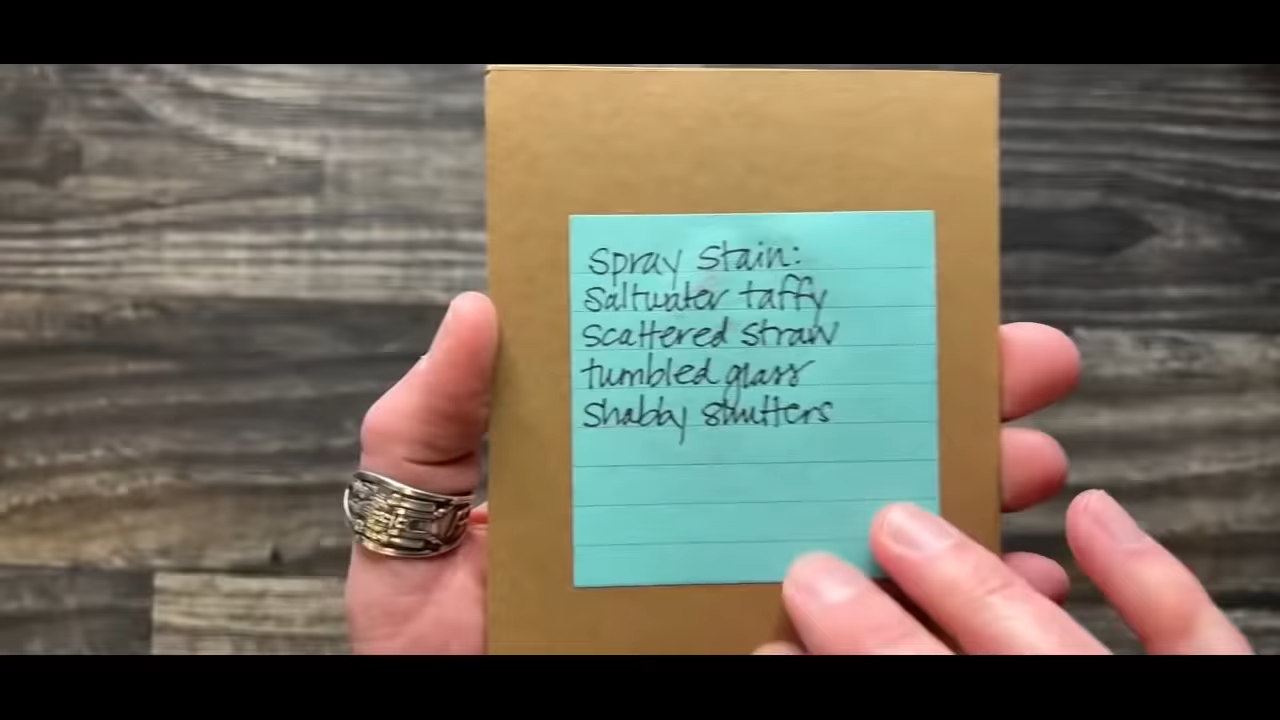 Spray Stain:
saltwater taffy
scattered straw
tumbled glass
shabby shutters